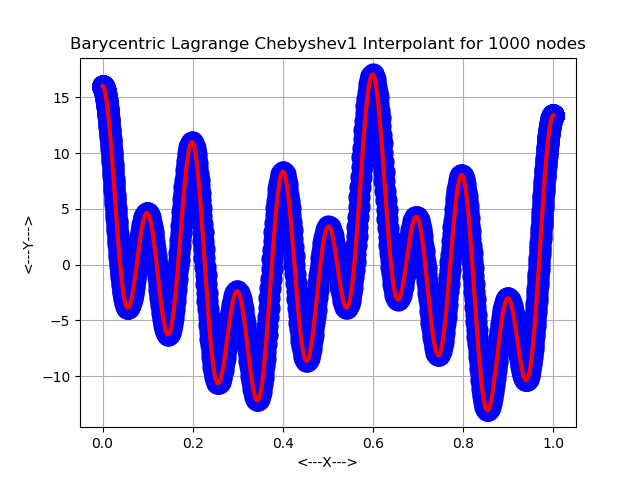 Barycentric Lagrange Chebyshev1 Interpolant for 1000 nodes
<---Y--->
15
10
5
0
−5
−10
0.0 0.2 0.4 0.6 0.8 1.0
<---X--->